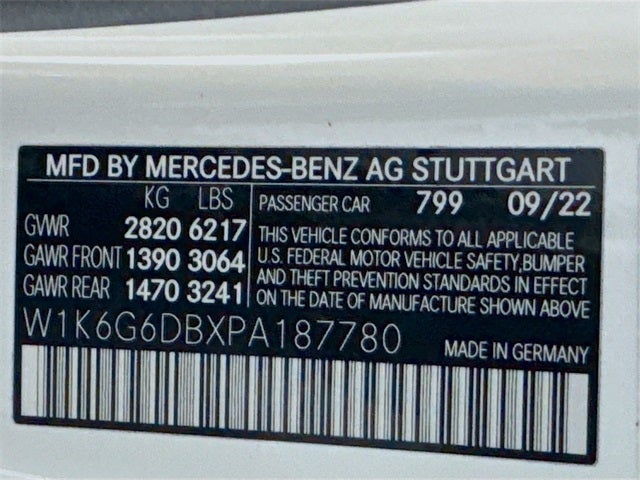 MFD BY MERCEDES-BENZ AG STUTTGART
KG LBS
GVWR 2820 6217
GAWR FRONT 1390 3064
GAWR REAR 1470 3241
PASSENGER CAR 799 09/22
THIS VEHICLE CONFORMS TO ALL APPLICABLE
U.S. FEDERAL MOTOR VEHICLE SAFETY,BUMPER
AND THEFT PREVENTION STANDARDS IN EFFECT
ON THE DATE OF MANUFACTURE SHOWN ABOVE
W1K6G6DBXPA187780
MADE IN GERMANY